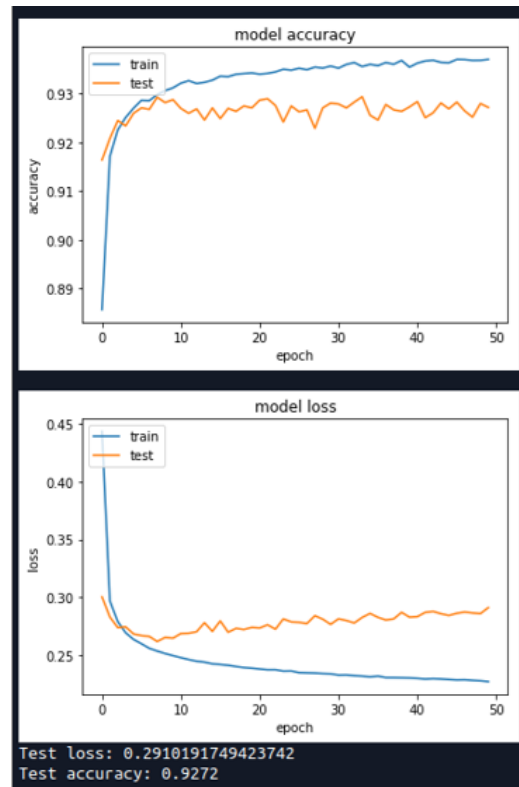 model accuracy
train
test
0.93
0.92
0.91
0.90
0.89
accuracy
0 10 20 30 40 50
epoch
model loss
train
test
0.45
0.40
0.35
0.30
0.25
loss
0 10 20 30 40 50
epoch
Test loss: 0.2910191749423742
Test accuracy: 0.9272